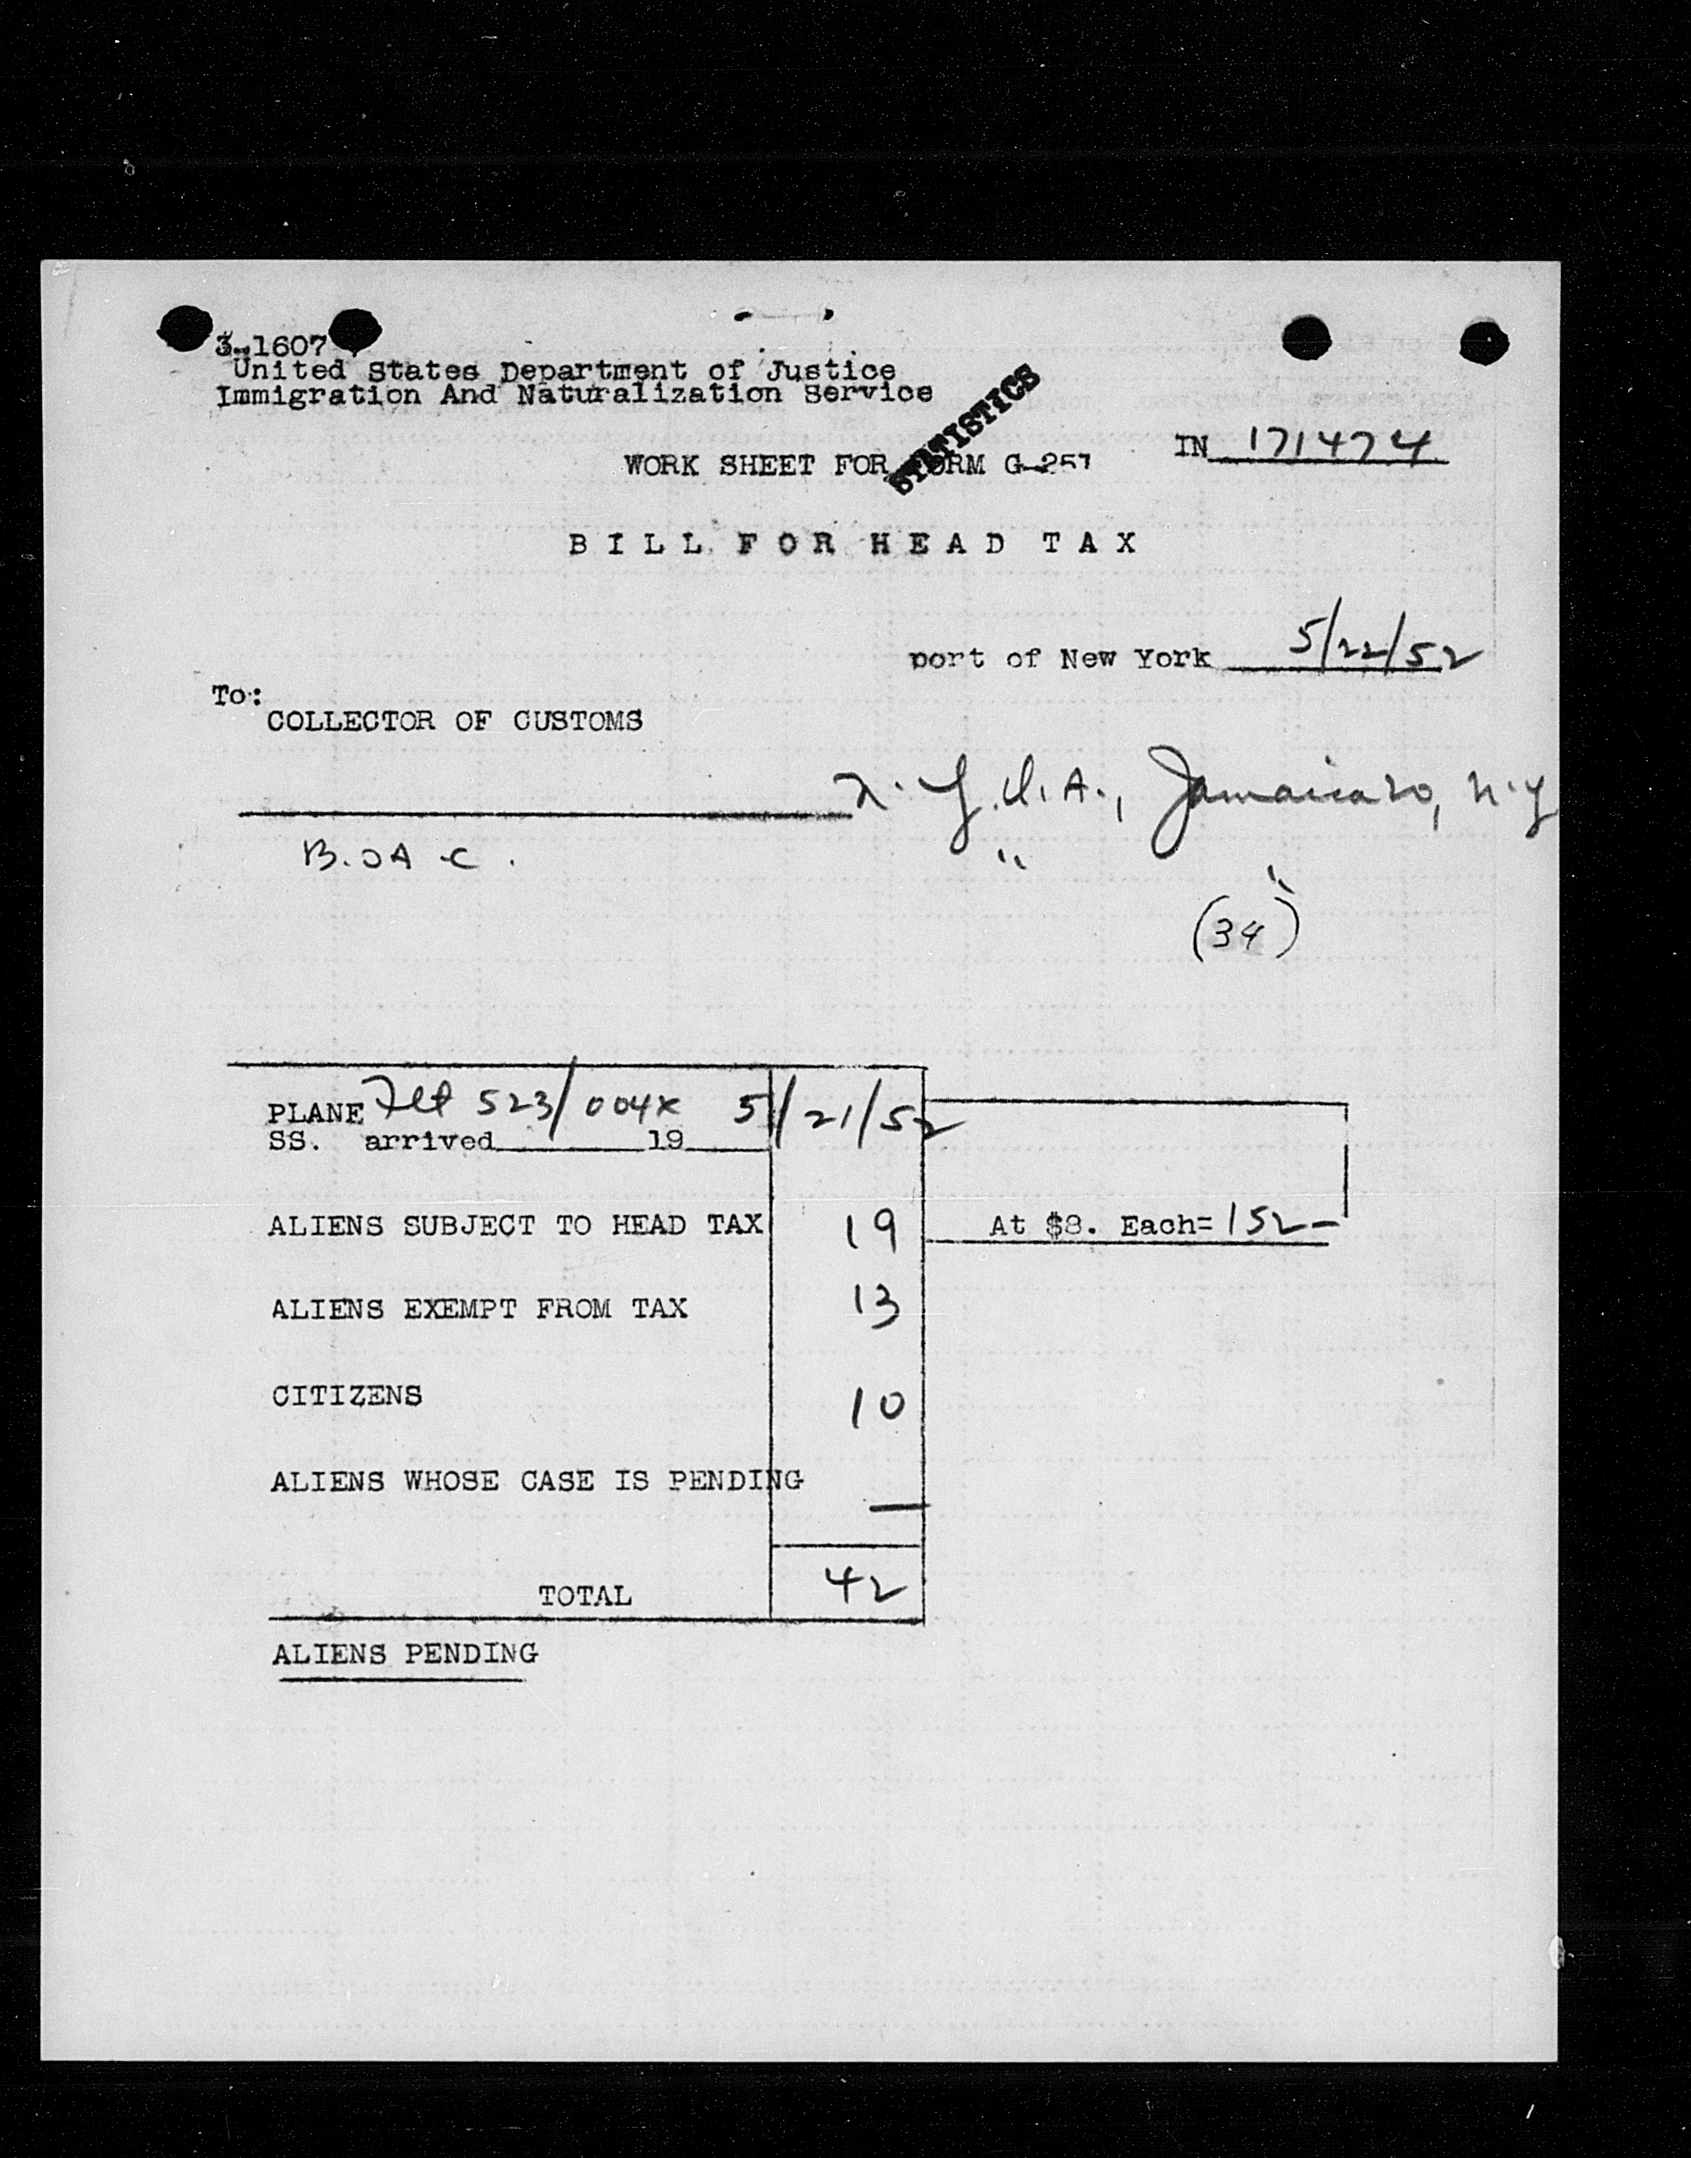 3-1607
United States Department of Justice
Immigration And Naturalization Service
STATISTICS
IN 171474
WORK SHEET FOR FORM G-257
BILL FOR HEAD TAX
port of New York 5/22/52
To:
COLLECTOR OF CUSTOMS
N.Y.I.A., Jamaica 20, N.Y
B.OAC. " "
(34)
PLANE Flt 523/004x 5/21/52
SS. arrived 19
ALIENS SUBJECT TO HEAD TAX 19 At $8. Each= 152-
ALIENS EXEMPT FROM TAX 13
CITIZENS 10
ALIENS WHOSE CASE IS PENDING —
TOTAL 42
ALIENS PENDING